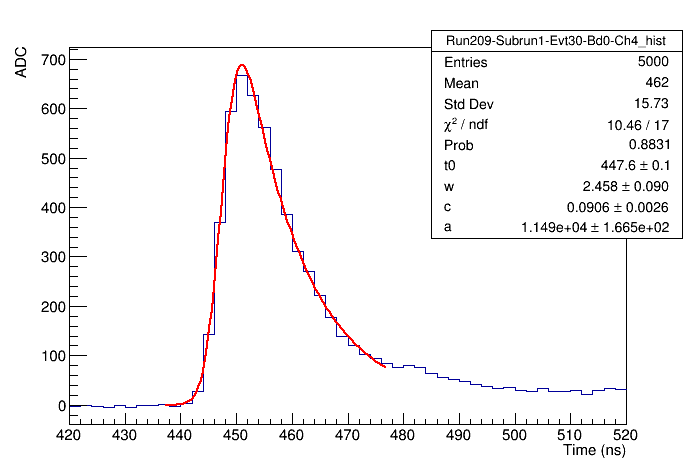 Run209-Subrun1-Evt30-Bd0-Ch4_hist
Entries 5000
Mean 462
Std Dev 15.73
χ² / ndf 10.46 / 17
Prob 0.8831
t0 447.6 ± 0.1
w 2.458 ± 0.090
c 0.0906 ± 0.0026
a 1.149e+04 ± 1.665e+02
ADC
700
600
500
400
300
200
100
0
420 430 440 450 460 470 480 490 500 510 520
Time (ns)